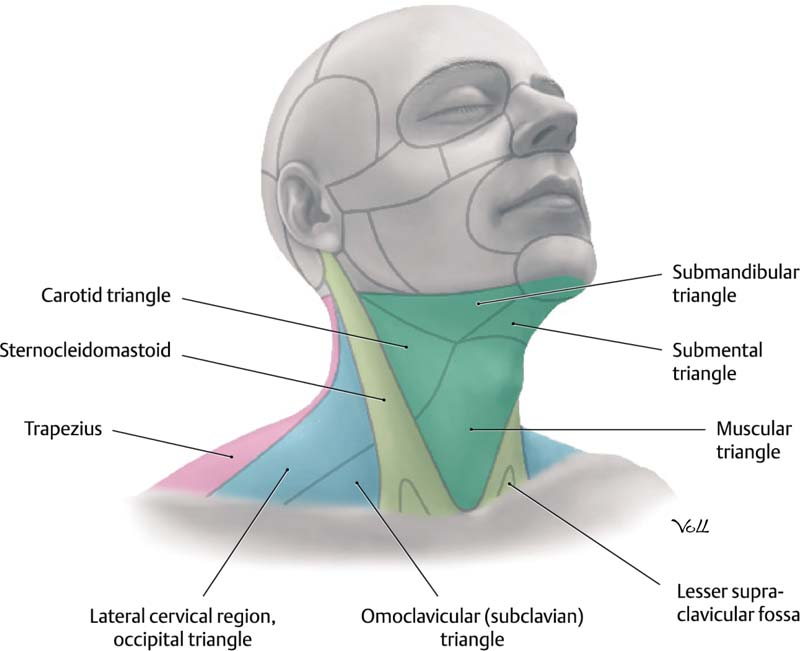 Submandibular
triangle
Carotid triangle
Sternocleidomastoid
Submental
triangle
Trapezius
Muscular
triangle
Voll
Lesser supra-
clavicular fossa
Lateral cervical region,
occipital triangle
Omoclavicular (subclavian)
triangle